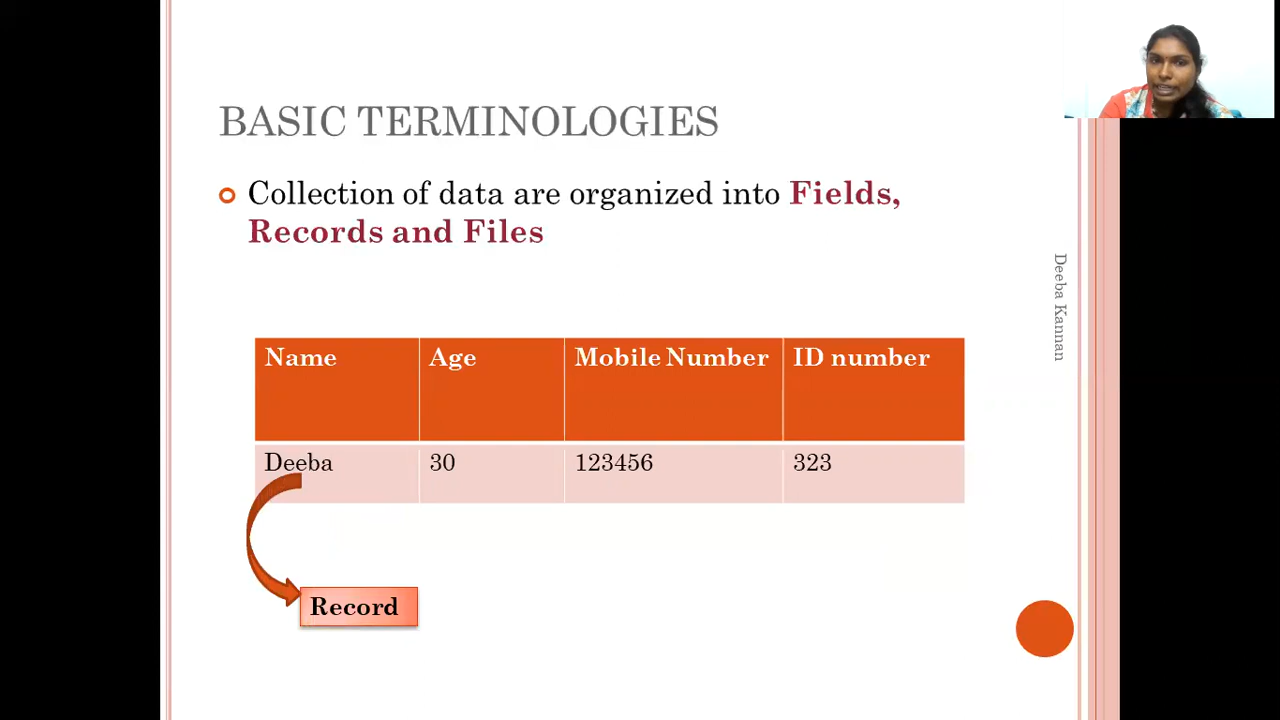 BASIC TERMINOLOGIES
Collection of data are organized into Fields,
Records and Files
Deeba Kannan
Name Age Mobile Number ID number
Deeba 30 123456 323
Record